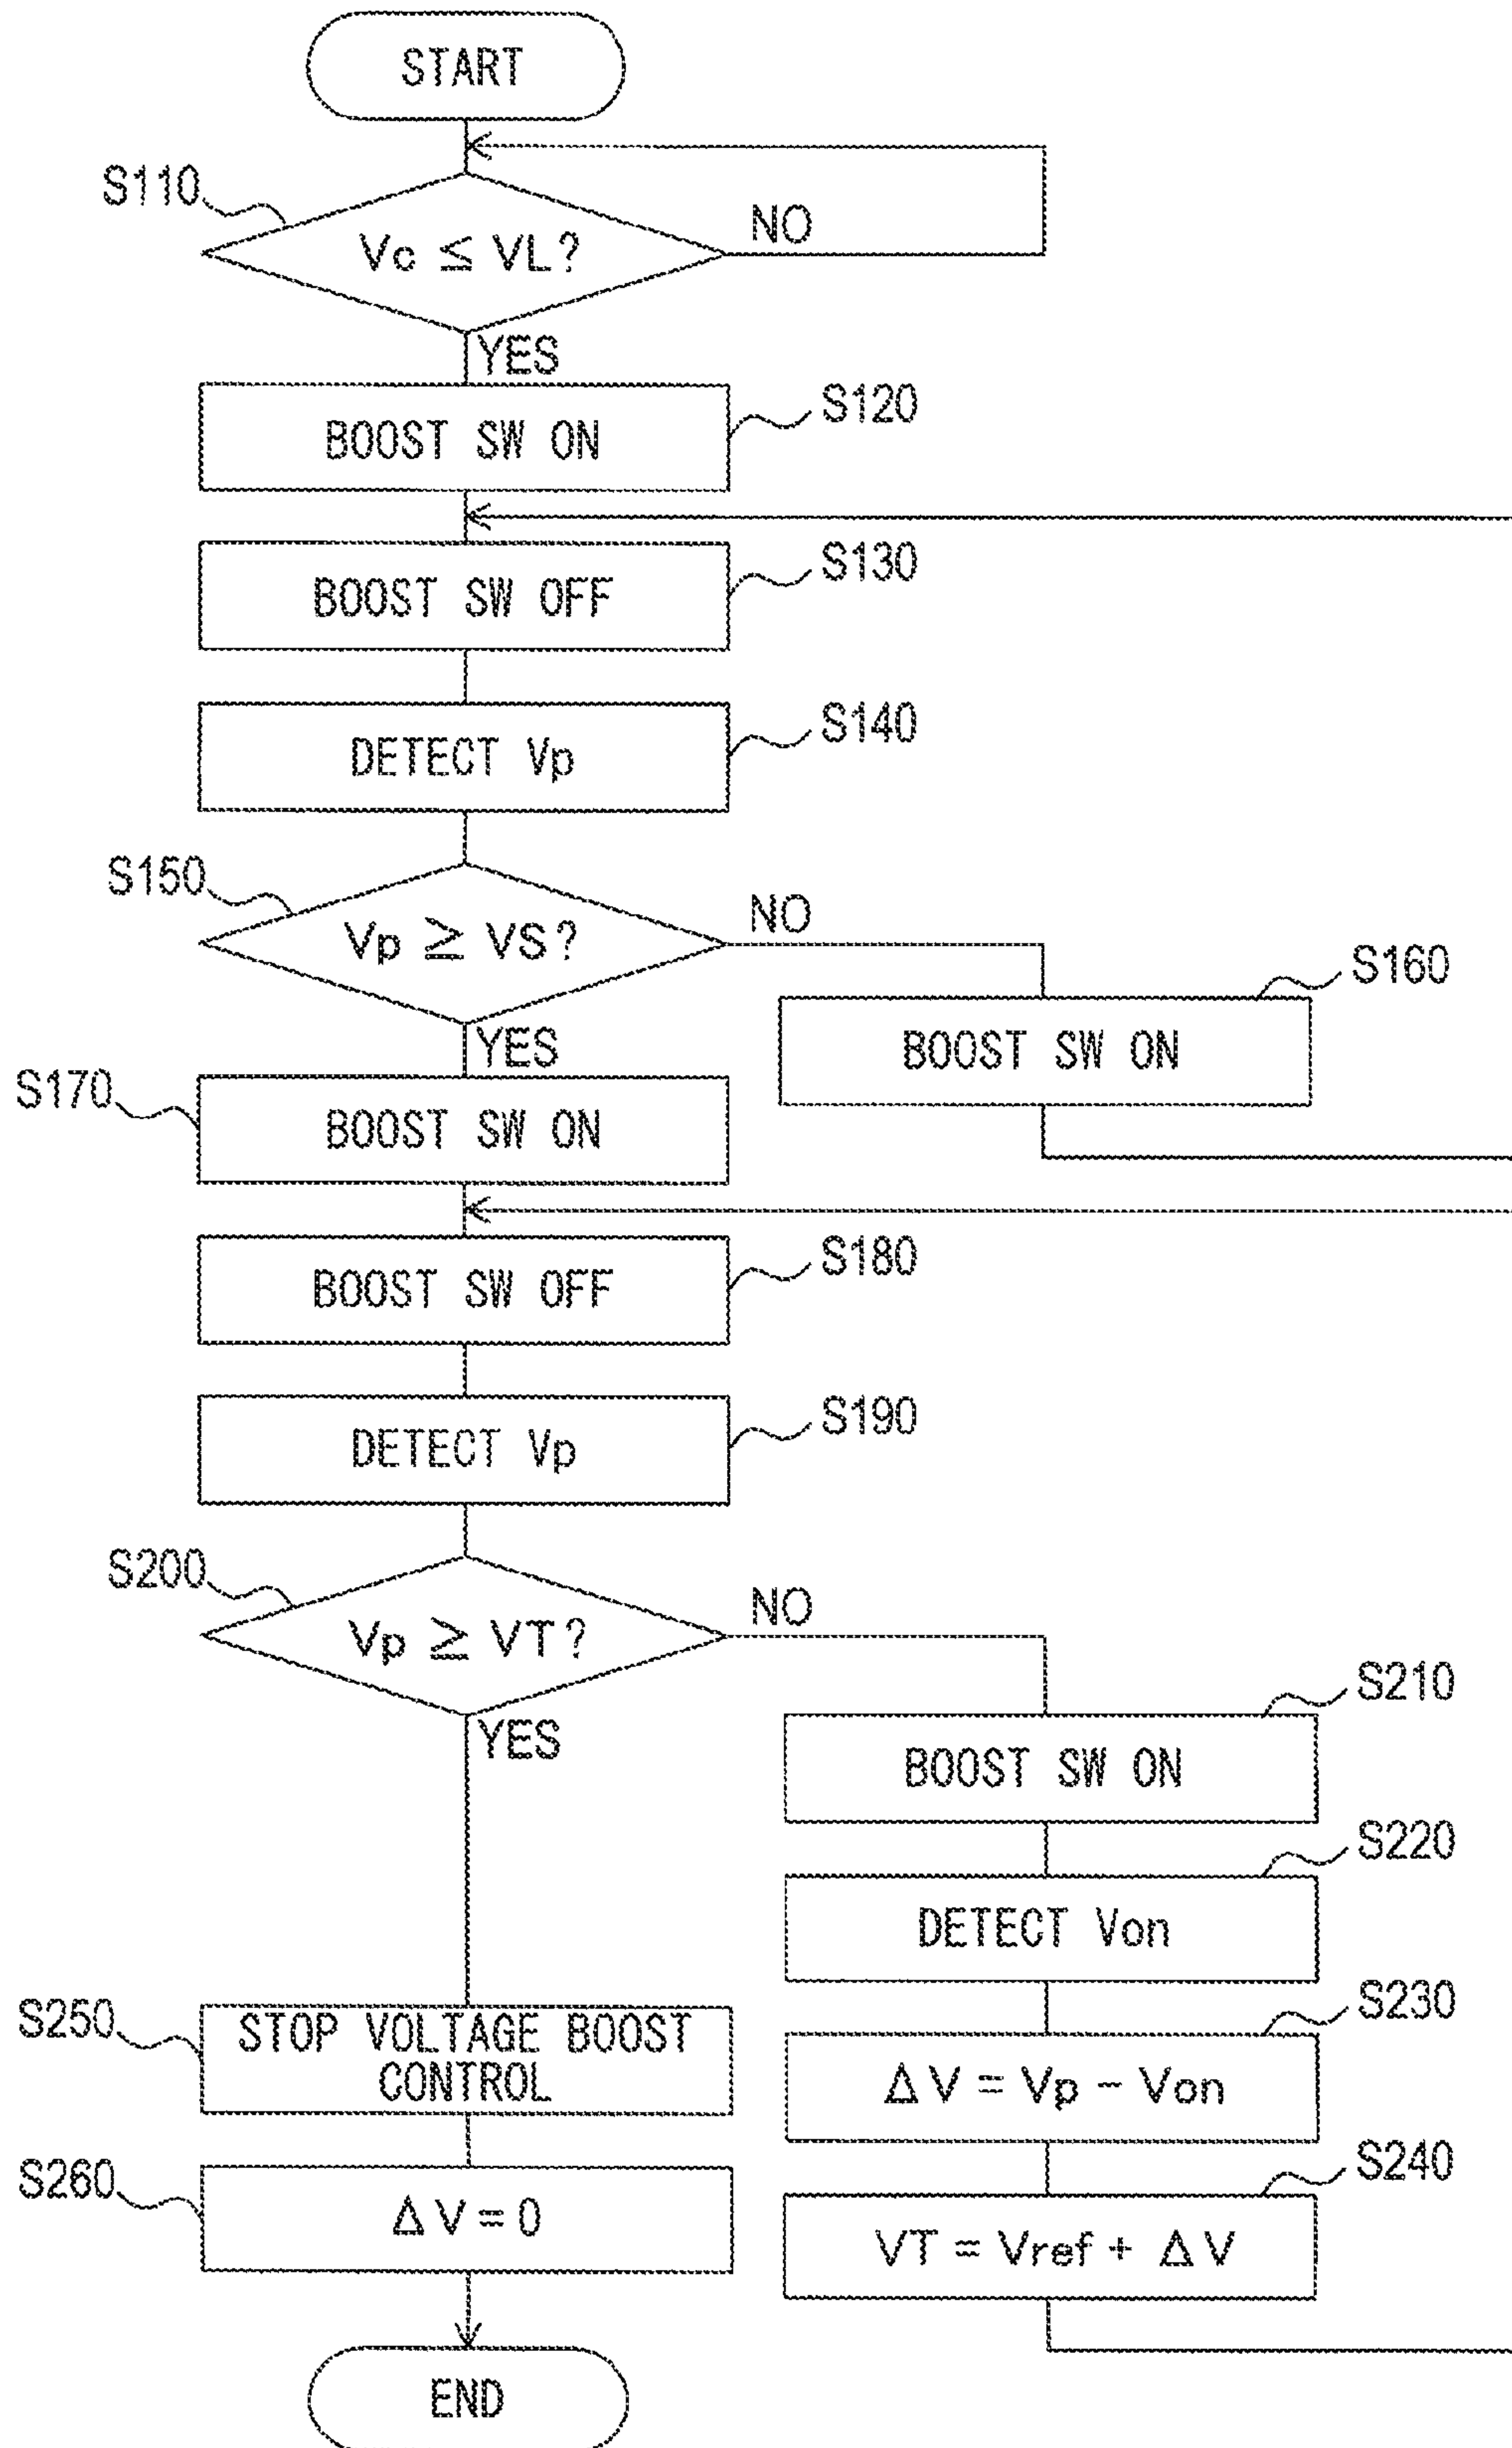 START
S110
Vc ≦ VL?
NO
YES
BOOST SW ON
S120
BOOST SW OFF
S130
DETECT Vp
S140
S150
Vp ≧ VS?
NO
YES
S160
BOOST SW ON
S170
BOOST SW ON
BOOST SW OFF
S180
DETECT Vp
S190
S200
Vp ≧ VT?
NO
YES
S210
BOOST SW ON
S220
DETECT Von
S230
ΔV = Vp - Von
S240
VT = Vref + ΔV
S250
STOP VOLTAGE BOOST
CONTROL
S260
ΔV = 0
END